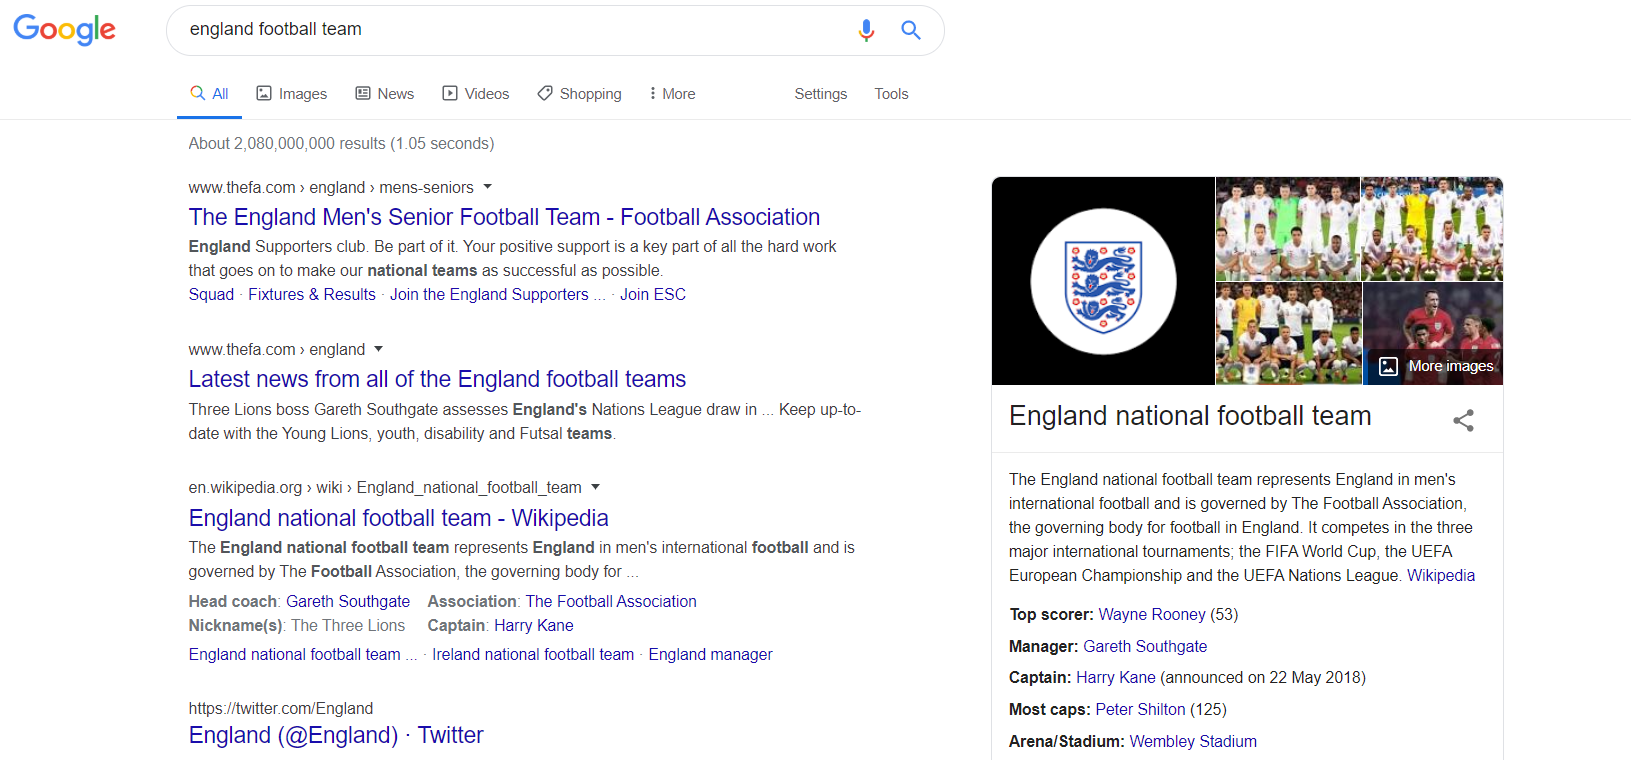 Google
england football team
All Images News Videos Shopping More Settings Tools
About 2,080,000,000 results (1.05 seconds)
www.thefa.com › england › mens-seniors
The England Men's Senior Football Team - Football Association
England Supporters club. Be part of it. Your positive support is a key part of all the hard work
that goes on to make our national teams as successful as possible.
Squad · Fixtures & Results · Join the England Supporters ... · Join ESC
www.thefa.com › england
Latest news from all of the England football teams
Three Lions boss Gareth Southgate assesses England's Nations League draw in ... Keep up-to-
date with the Young Lions, youth, disability and Futsal teams.
en.wikipedia.org › wiki › England_national_football_team
England national football team - Wikipedia
The England national football team represents England in men's international football and is
governed by The Football Association, the governing body for ...
Head coach: Gareth Southgate Association: The Football Association
Nickname(s): The Three Lions Captain: Harry Kane
England national football team ... · Ireland national football team · England manager
https://twitter.com/England
England (@England) · Twitter
More images
England national football team
The England national football team represents England in men's
international football and is governed by The Football Association,
the governing body for football in England. It competes in the three
major international tournaments; the FIFA World Cup, the UEFA
European Championship and the UEFA Nations League. Wikipedia
Top scorer: Wayne Rooney (53)
Manager: Gareth Southgate
Captain: Harry Kane (announced on 22 May 2018)
Most caps: Peter Shilton (125)
Arena/Stadium: Wembley Stadium